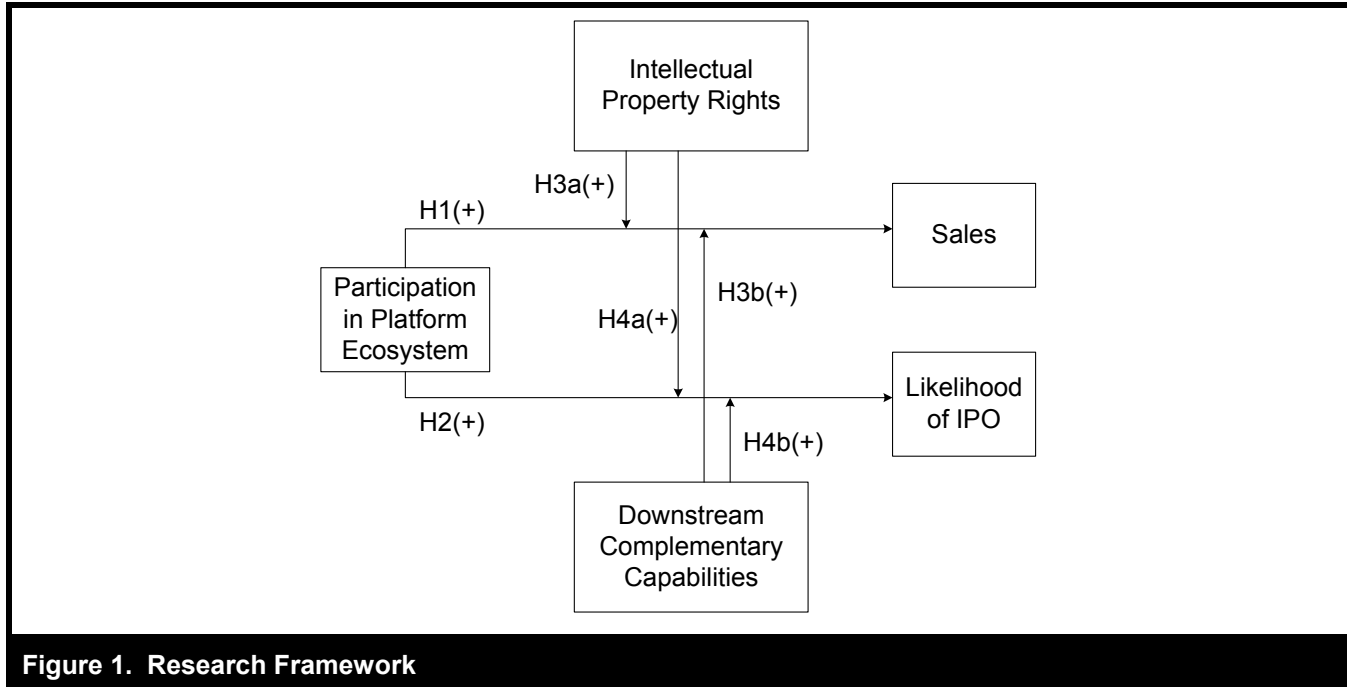 Intellectual
Property Rights
H3a(+)
H1(+)
Sales
Participation
in Platform
Ecosystem
H3b(+)
H4a(+)
Likelihood
of IPO
H2(+)
H4b(+)
Downstream
Complementary
Capabilities
Figure 1. Research Framework